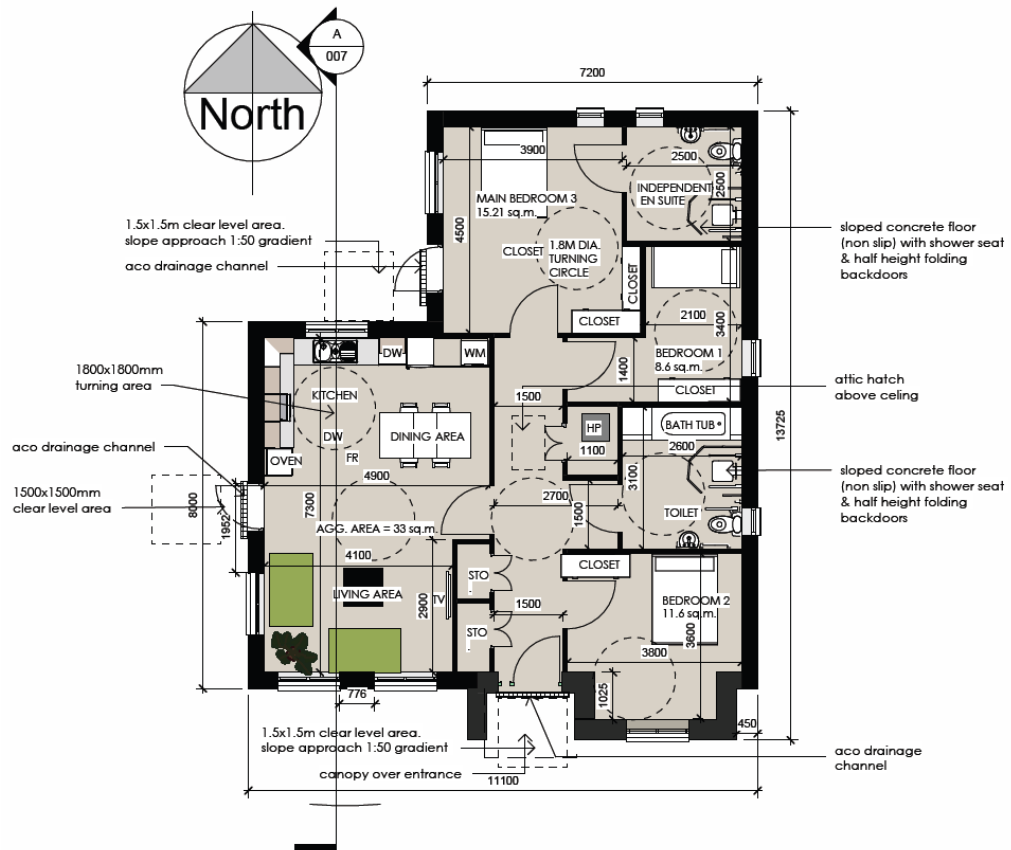 A
007
North
7200
3900
2500
2500
INDEPENDENT
EN SUITE
MAIN BEDROOM 3
15.21 sq.m.
4500
CLOSET
1.8M DIA.
TURNING
CIRCLE
CLOSET
CLOSET
1.5x1.5m clear level area.
slope approach 1:50 gradient
aco drainage channel
sloped concrete floor
(non slip) with shower seat
& half height folding
backdoors
2100
3400
BEDROOM 1
8.6 sq.m.
CLOSET
1400
1800x1800mm
turning area
DW
WM
KITCHEN
DW
FR
DINING AREA
OVEN
4900
1500
HP
1100
attic hatch
above celing
BATH TUB
2600
3100
TOILET
13725
aco drainage channel
1500x1500mm
clear level area
8000
1952
7300
AGG. AREA = 33 sq.m.
2700
1500
sloped concrete floor
(non slip) with shower seat
& half height folding
backdoors
4100
LIVING AREA
2900
TV
STO
STO
1500
CLOSET
BEDROOM 2
11.6 sq.m.
3600
3800
1025
776
450
1.5x1.5m clear level area.
slope approach 1:50 gradient
canopy over entrance
11100
aco drainage
channel